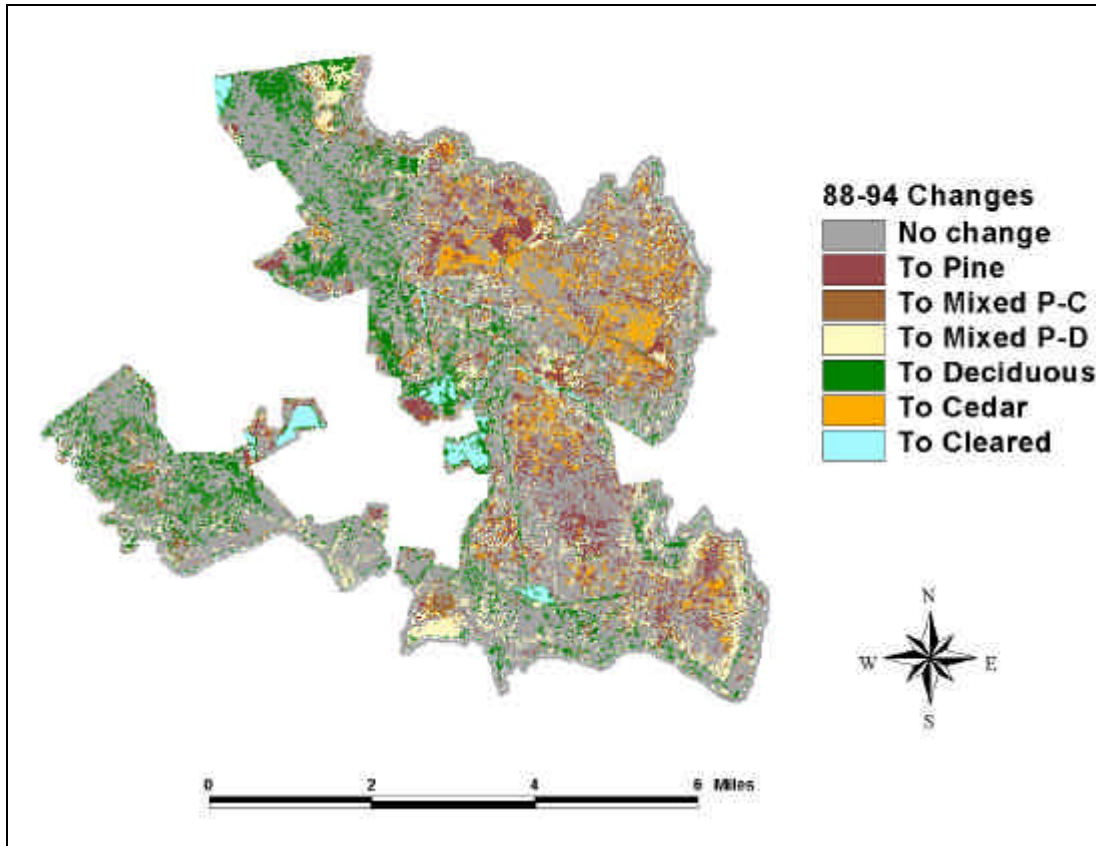 88-94 Changes
No change
To Pine
To Mixed P-C
To Mixed P-D
To Deciduous
To Cedar
To Cleared
N
W E
S
0 2 4 6 Miles